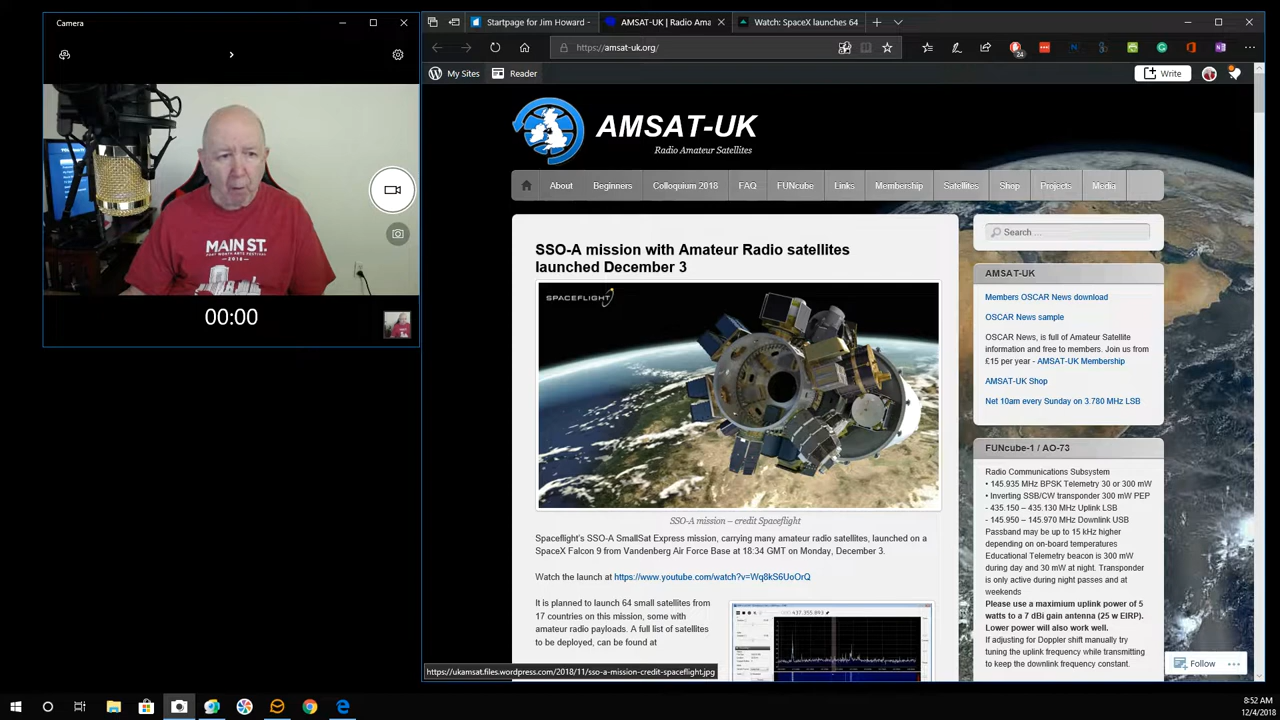 Camera
00:00
MAIN ST.
FORT WORTH ARTS FESTIVAL
2018
Startpage for Jim Howard -
AMSAT-UK | Radio Ama
Watch: SpaceX launches 64
https://amsat-uk.org/
24
My Sites
Reader
Write
AMSAT-UK
Radio Amateur Satellites
About
Beginners
Colloquium 2018
FAQ
FUNcube
Links
Membership
Satellites
Shop
Projects
Media
SSO-A mission with Amateur Radio satellites
launched December 3
SPACEFLIGHT
SSO-A mission – credit Spaceflight
Spaceflight's SSO-A SmallSat Express mission, carrying many amateur radio satellites, launched on a
SpaceX Falcon 9 from Vandenberg Air Force Base at 18:34 GMT on Monday, December 3.
Watch the launch at https://www.youtube.com/watch?v=Wq8kS6UoOrQ
It is planned to launch 64 small satellites from
17 countries on this mission, some with
amateur radio payloads. A full list of satellites
to be deployed, can be found at
437.355.893
https://ukamsat.files.wordpress.com/2018/11/sso-a-mission-credit-spaceflight.jpg
Search …
AMSAT-UK
Members OSCAR News download
OSCAR News sample
OSCAR News, is full of Amateur Satellite
information and free to members. Join us from
£15 per year - AMSAT-UK Membership
AMSAT-UK Shop
Net 10am every Sunday on 3.780 MHz LSB
FUNcube-1 / AO-73
Radio Communications Subsystem
• 145.935 MHz BPSK Telemetry 30 or 300 mW
• Inverting SSB/CW transponder 300 mW PEP
- 435.150 – 435.130 MHz Uplink LSB
- 145.950 – 145.970 MHz Downlink USB
Passband may be up to 15 kHz higher
depending on on-board temperatures
Educational Telemetry beacon is 300 mW
during day and 30 mW at night. Transponder
is only active during night passes and at
weekends
Please use a maximum uplink power of 5
watts to a 7 dBi gain antenna (25 w EIRP).
Lower power will also work well.
If adjusting for Doppler shift manually try
tuning the uplink frequency while transmitting
to keep the downlink frequency constant.
Follow
8:52 AM
12/4/2018